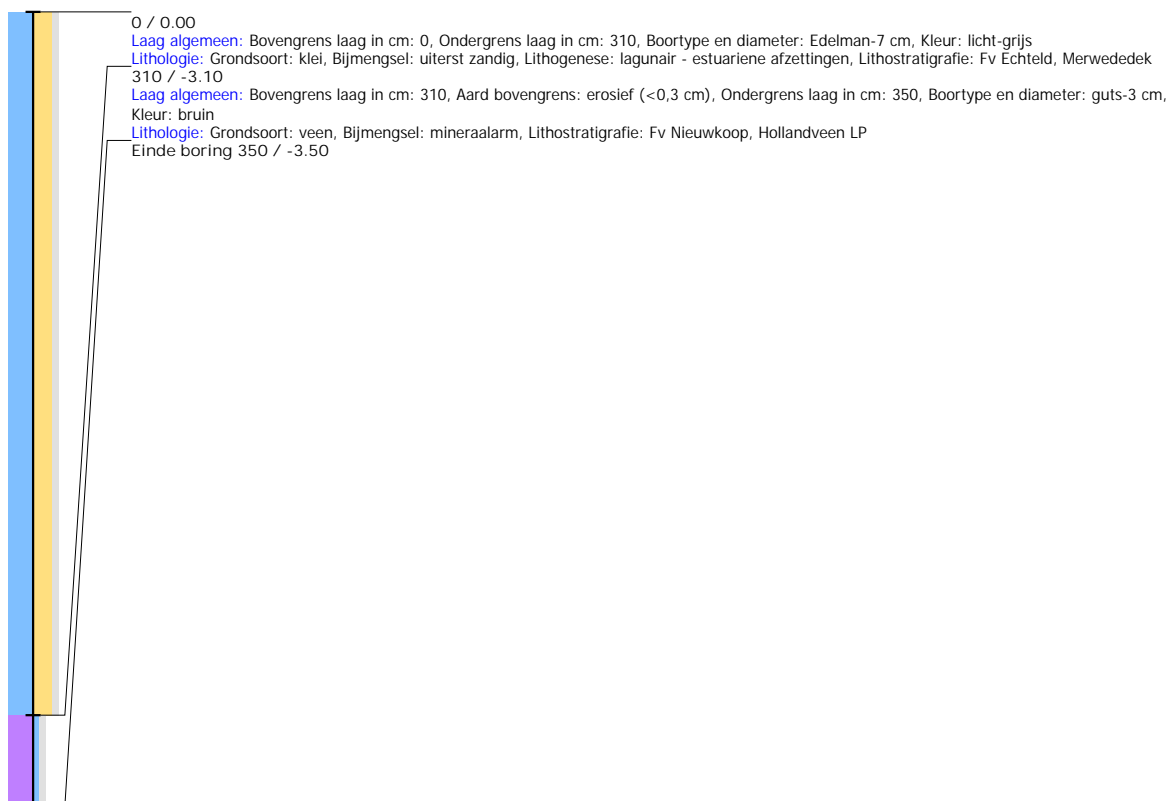 0 / 0.00
Laag algemeen: Bovengrens laag in cm: 0, Ondergrens laag in cm: 310, Boortype en diameter: Edelman-7 cm, Kleur: licht-grijs
Lithologie: Grondsoort: klei, Bijmengsel: uiterst zandig, Lithogenese: lagunair - estuariene afzettingen, Lithostratigrafie: Fv Echteld, Merwededek
310 / -3.10
Laag algemeen: Bovengrens laag in cm: 310, Aard bovengrens: erosief (<0,3 cm), Ondergrens laag in cm: 350, Boortype en diameter: guts-3 cm,
Kleur: bruin
Lithologie: Grondsoort: veen, Bijmengsel: mineraalarm, Lithostratigrafie: Fv Nieuwkoop, Hollandveen LP
Einde boring 350 / -3.50